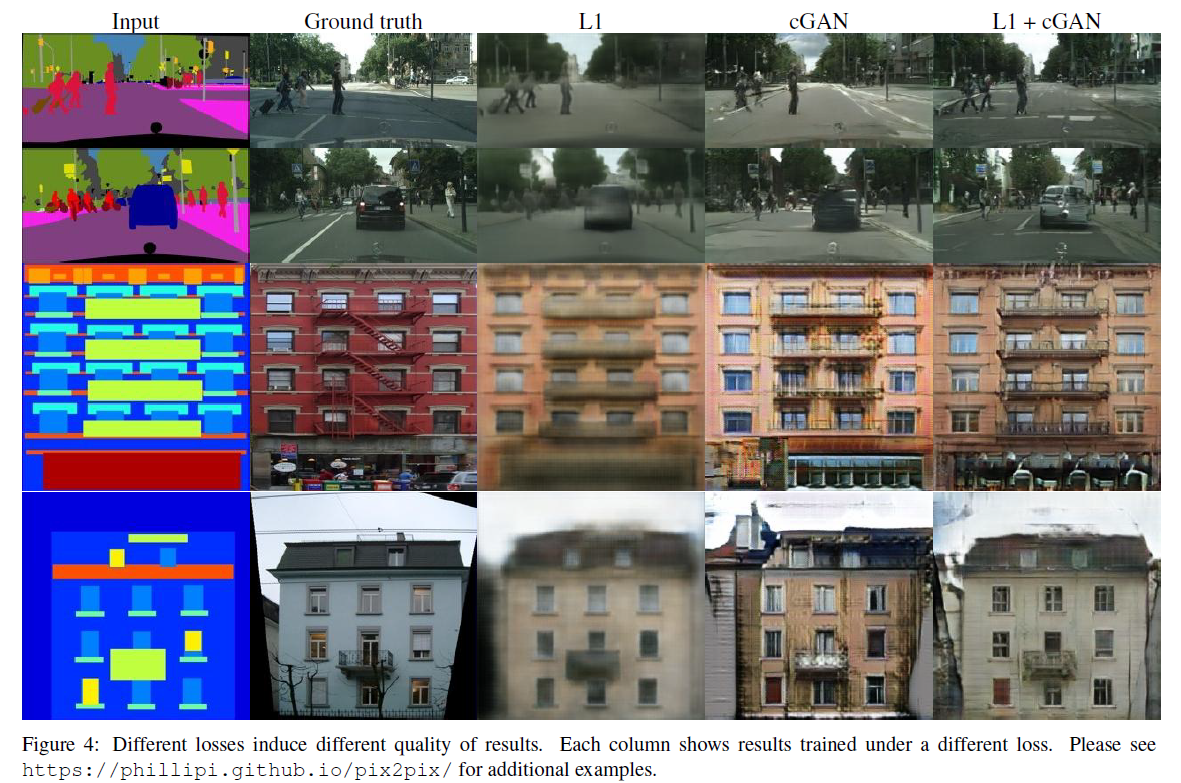 Input Ground truth L1 cGAN L1 + cGAN
Figure 4: Different losses induce different quality of results. Each column shows results trained under a different loss. Please see
https://phillipi.github.io/pix2pix/ for additional examples.